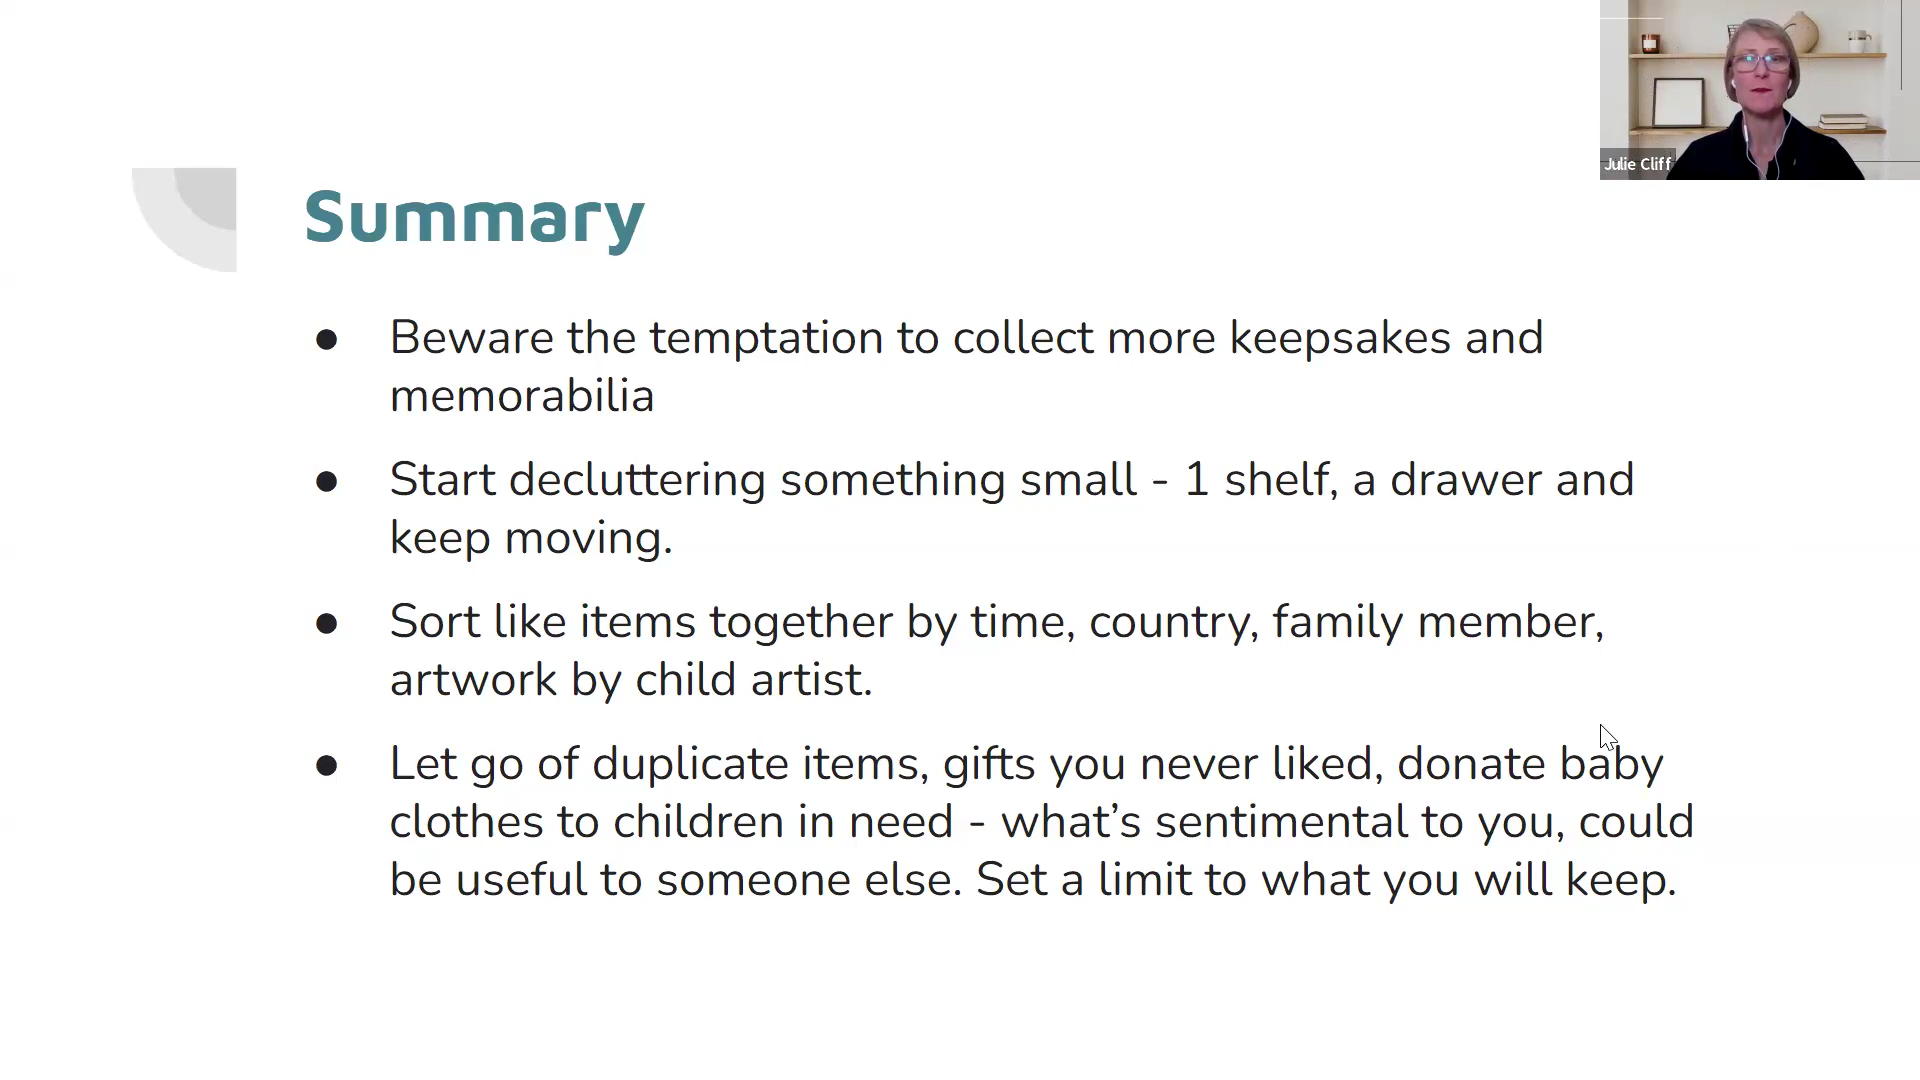 Julie Cliff
Summary
● Beware the temptation to collect more keepsakes and
memorabilia
● Start decluttering something small - 1 shelf, a drawer and
keep moving.
● Sort like items together by time, country, family member,
artwork by child artist.
● Let go of duplicate items, gifts you never liked, donate baby
clothes to children in need - what’s sentimental to you, could
be useful to someone else. Set a limit to what you will keep.